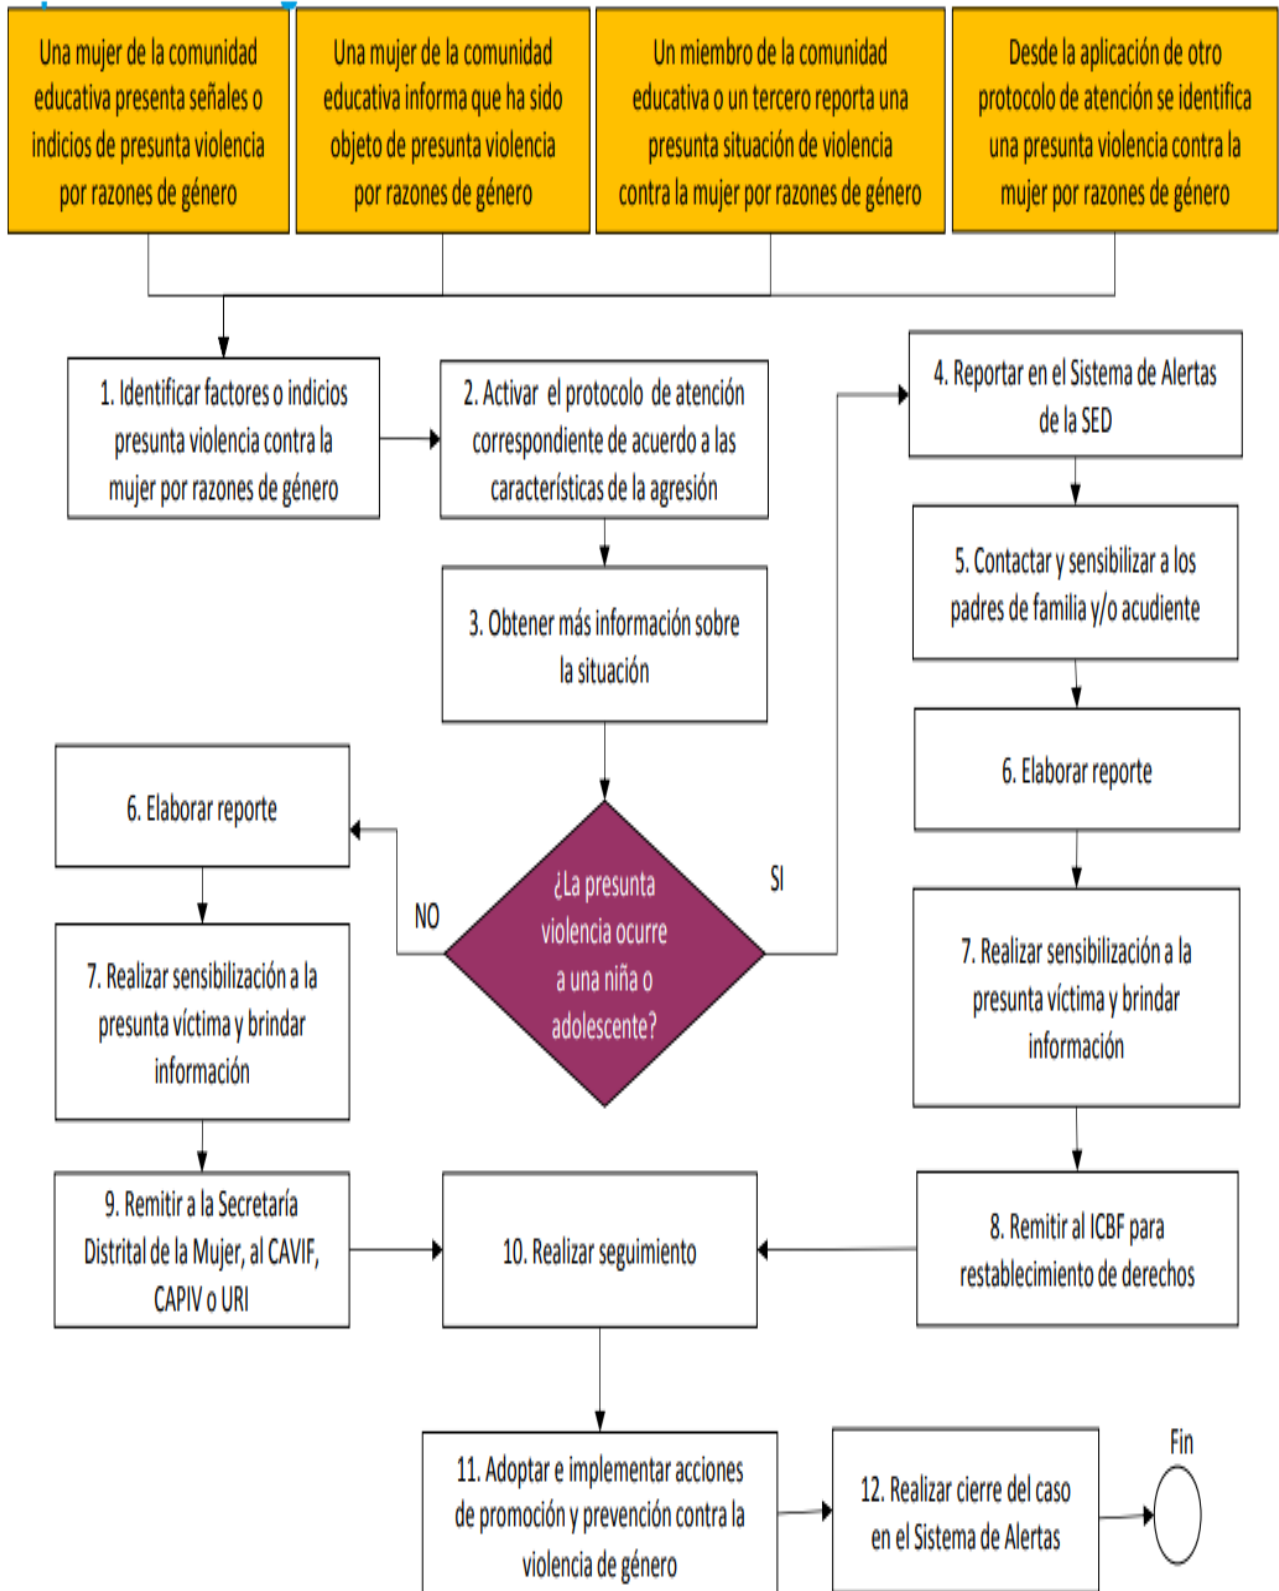 Una mujer de la comunidad
educativa presenta señales o
indicios de presunta violencia
por razones de género
Una mujer de la comunidad
educativa informa que ha sido
objeto de presunta violencia
por razones de género
Un miembro de la comunidad
educativa o un tercero reporta una
presunta situación de violencia
contra la mujer por razones de género
Desde la aplicación de otro
protocolo de atención se identifica
una presunta violencia contra la
mujer por razones de género
1. Identificar factores o indicios
presunta violencia contra la
mujer por razones de género
2. Activar el protocolo de atención
correspondiente de acuerdo a las
características de la agresión
3. Obtener más información sobre
la situación
¿La presunta
violencia ocurre
a una niña o
adolescente?
NO
SI
4. Reportar en el Sistema de Alertas
de la SED
5. Contactar y sensibilizar a los
padres de familia y/o acudiente
6. Elaborar reporte
7. Realizar sensibilización a la
presunta víctima y brindar
información
8. Remitir al ICBF para
restablecimiento de derechos
6. Elaborar reporte
7. Realizar sensibilización a la
presunta víctima y brindar
información
9. Remitir a la Secretaría
Distrital de la Mujer, al CAVIF,
CAPIV o URI
10. Realizar seguimiento
11. Adoptar e implementar acciones
de promoción y prevención contra la
violencia de género
12. Realizar cierre del caso
en el Sistema de Alertas
Fin